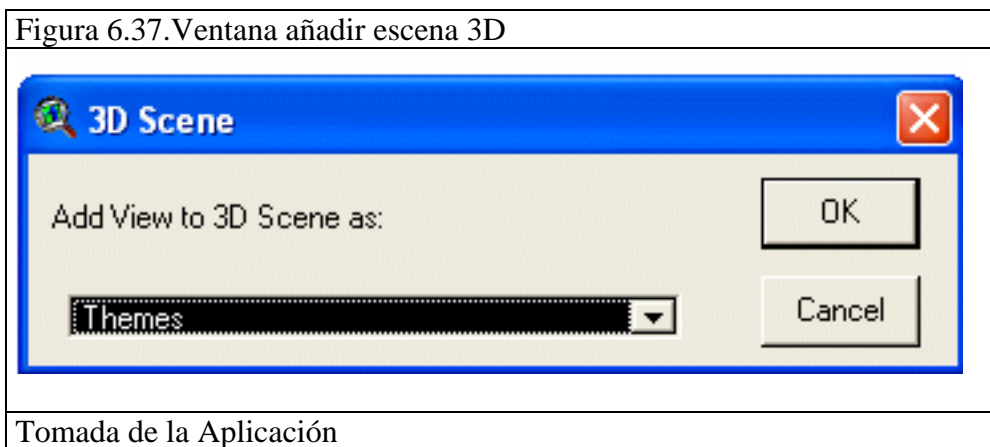 Figura 6.37.Ventana añadir escena 3D
3D Scene
Add View to 3D Scene as:
OK
Themes
Cancel
Tomada de la Aplicación